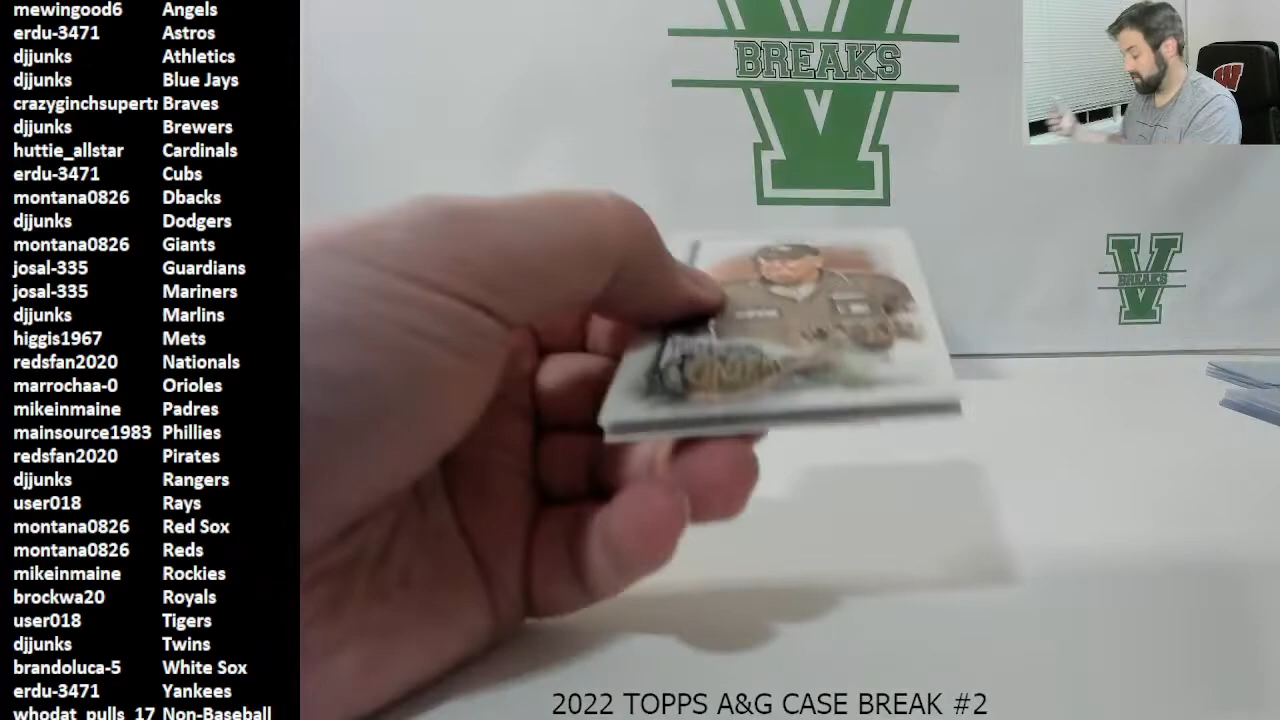 mewingood6 Angels
erdu-3471 Astros
djjunks Athletics
djjunks Blue Jays
crazyginchsupertr Braves
djjunks Brewers
huttie_allstar Cardinals
erdu-3471 Cubs
montana0826 Dbacks
djjunks Dodgers
montana0826 Giants
josal-335 Guardians
josal-335 Mariners
djjunks Marlins
higgis1967 Mets
redsfan2020 Nationals
marrochaa-0 Orioles
mikeinmaine Padres
mainsource1983 Phillies
redsfan2020 Pirates
djjunks Rangers
user018 Rays
montana0826 Red Sox
montana0826 Reds
mikeinmaine Rockies
brockwa20 Royals
user018 Tigers
djjunks Twins
brandoluca-5 White Sox
erdu-3471 Yankees
whodat_pulls_17 Non-Baseball
V
BREAKS
V
BREAKS
W
2022 TOPPS A&G CASE BREAK #2